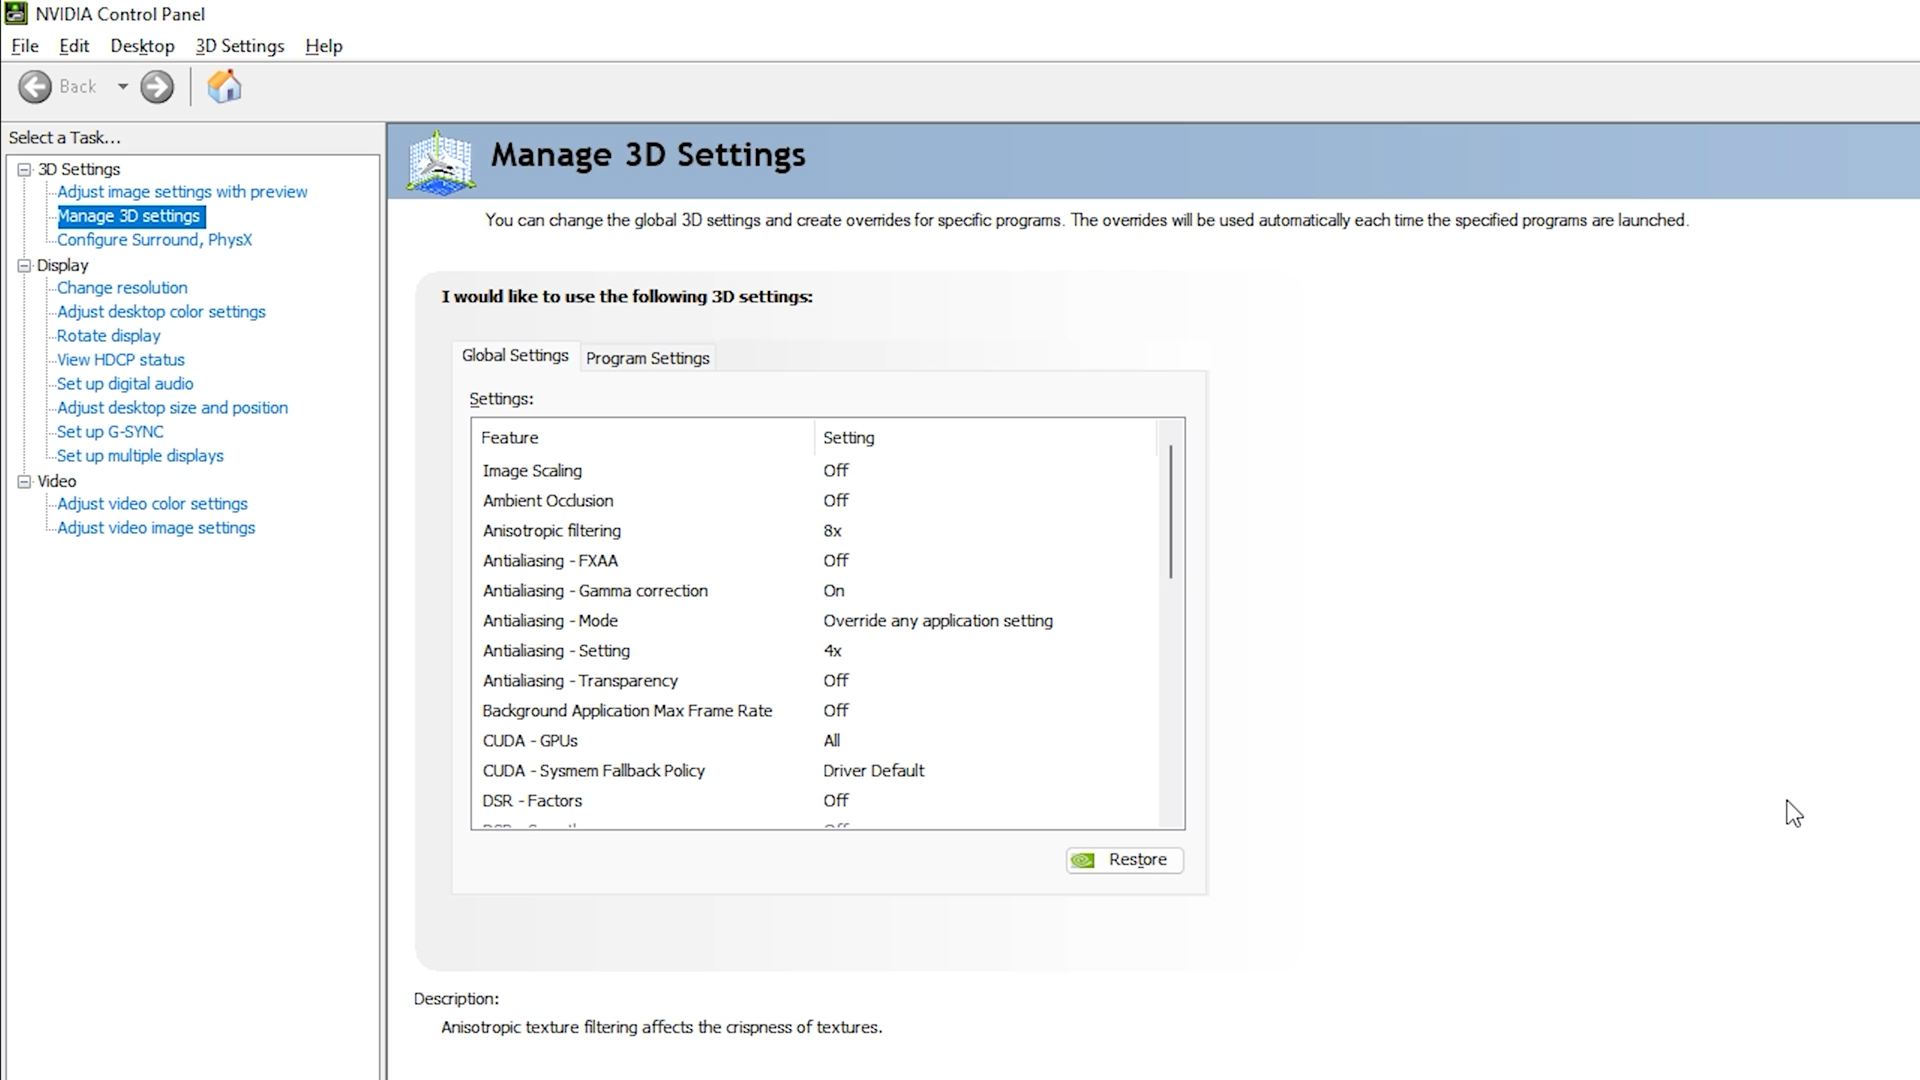 NVIDIA Control Panel
File Edit Desktop 3D Settings Help
Back
Select a Task...
3D Settings
Adjust image settings with preview
Manage 3D settings
Configure Surround, PhysX
Display
Change resolution
Adjust desktop color settings
Rotate display
View HDCP status
Set up digital audio
Adjust desktop size and position
Set up G-SYNC
Set up multiple displays
Video
Adjust video color settings
Adjust video image settings
Manage 3D Settings
You can change the global 3D settings and create overrides for specific programs. The overrides will be used automatically each time the specified programs are launched.
I would like to use the following 3D settings:
Global Settings Program Settings
Settings:
Feature Setting
Image Scaling Off
Ambient Occlusion Off
Anisotropic filtering 8x
Antialiasing - FXAA Off
Antialiasing - Gamma correction On
Antialiasing - Mode Override any application setting
Antialiasing - Setting 4x
Antialiasing - Transparency Off
Background Application Max Frame Rate Off
CUDA - GPUs All
CUDA - Sysmem Fallback Policy Driver Default
DSR - Factors Off
Restore
Description:
Anisotropic texture filtering affects the crispness of textures.